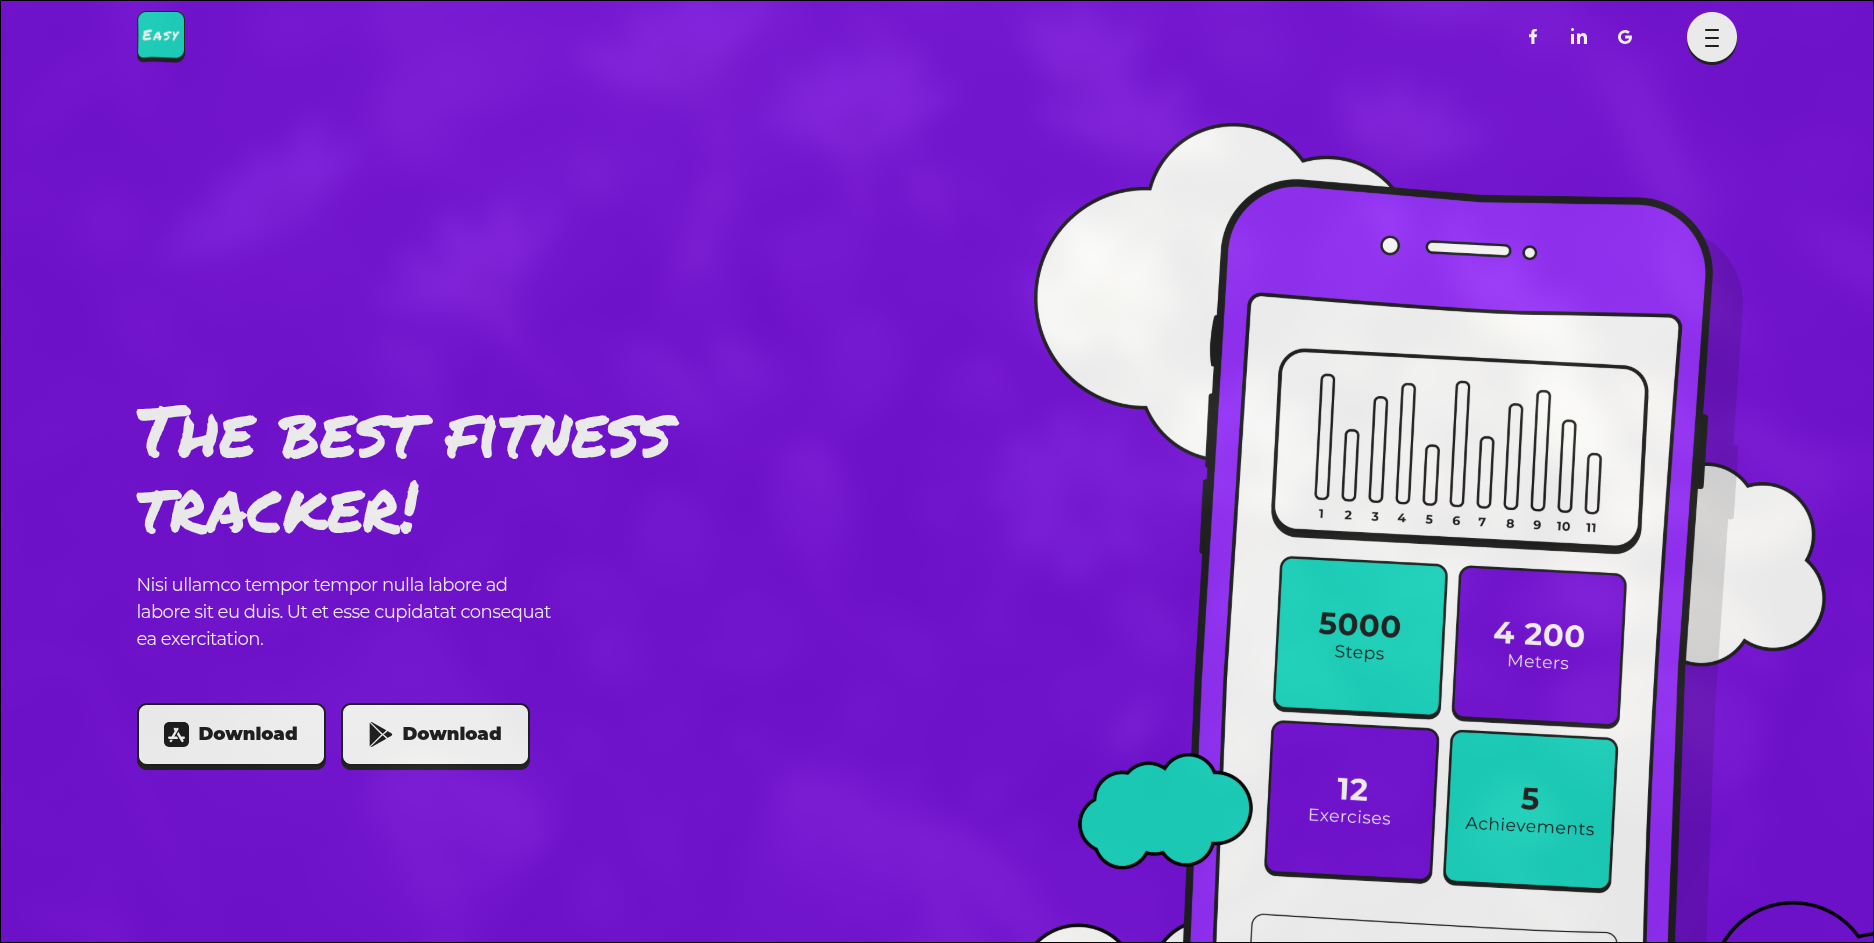 Easy
The best fitness
tracker!
Nisi ullamco tempor tempor nulla labore ad
labore sit eu duis. Ut et esse cupidatat consequat
ea exercitation.
Download
Download
1 2 3 4 5 6 7 8 9 10 11
5000
Steps
4 200
Meters
12
Exercises
5
Achievements